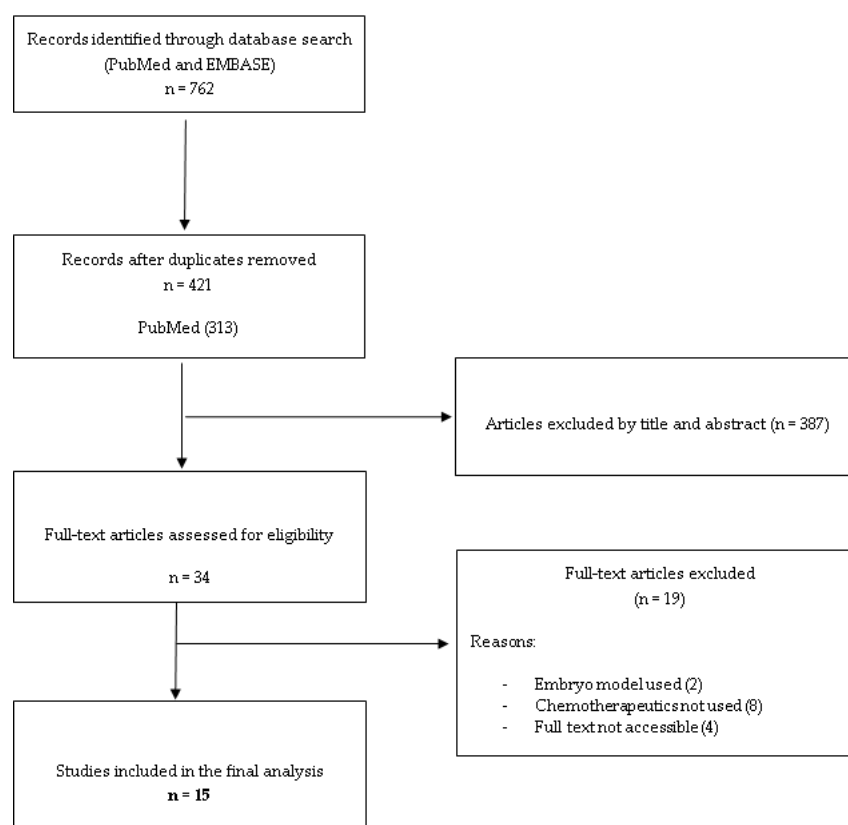 Records identified through database search
(PubMed and EMBASE)
n = 762
Records after duplicates removed
n = 421
PubMed (313)
Articles excluded by title and abstract (n = 387)
Full-text articles assessed for eligibility
n = 34
Full-text articles excluded
(n = 19)
Reasons:
- Embryo model used (2)
- Chemotherapeutics not used (8)
- Full text not accessible (4)
Studies included in the final analysis
n = 15